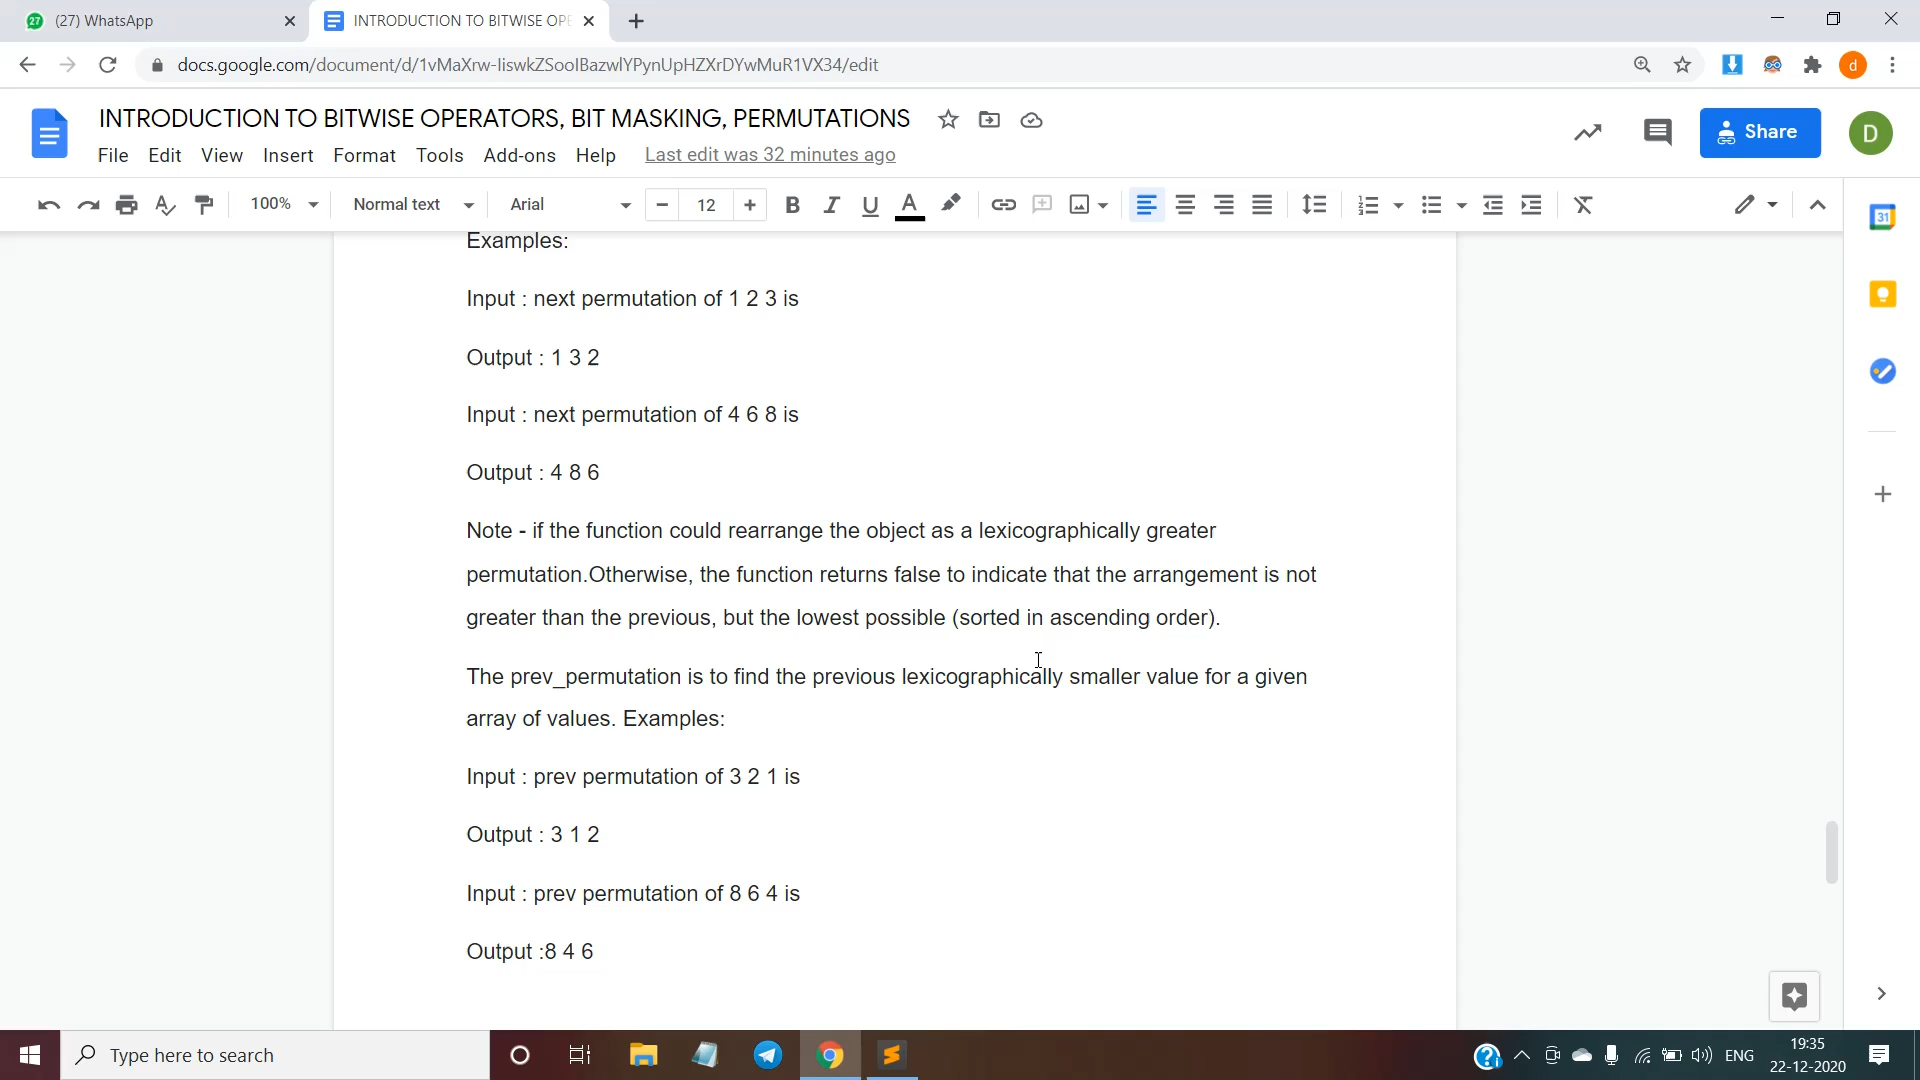 27 (27) WhatsApp
INTRODUCTION TO BITWISE OPE
docs.google.com/document/d/1vMaXrw-IiswkZSooIBazwlYPynUpHZXrDYwMuR1VX34/edit
d
INTRODUCTION TO BITWISE OPERATORS, BIT MASKING, PERMUTATIONS
Share
D
File Edit View Insert Format Tools Add-ons Help Last edit was 32 minutes ago
100% Normal text Arial 12 B I U A
31
Examples:
Input : next permutation of 1 2 3 is
Output : 1 3 2
Input : next permutation of 4 6 8 is
Output : 4 8 6
Note - if the function could rearrange the object as a lexicographically greater
permutation.Otherwise, the function returns false to indicate that the arrangement is not
greater than the previous, but the lowest possible (sorted in ascending order).
The prev_permutation is to find the previous lexicographically smaller value for a given
array of values. Examples:
Input : prev permutation of 3 2 1 is
Output : 3 1 2
Input : prev permutation of 8 6 4 is
Output :8 4 6
Type here to search
ENG
19:35
22-12-2020